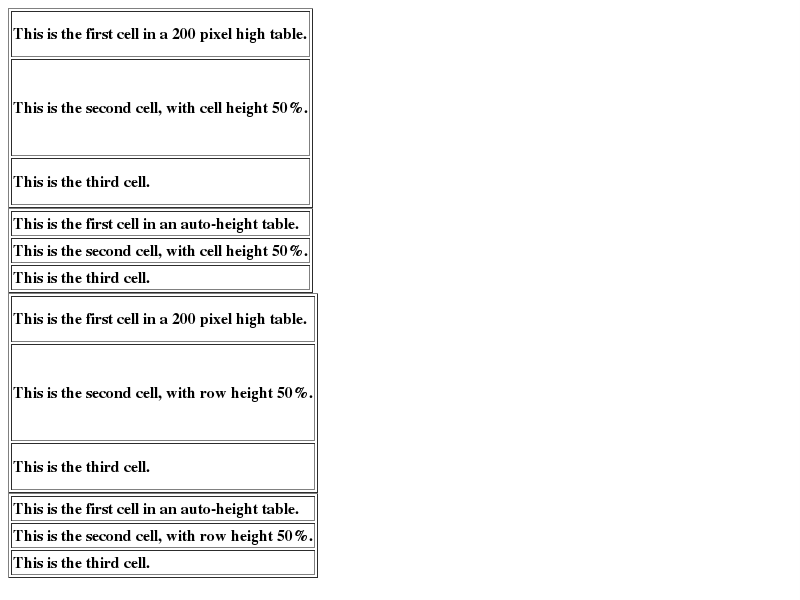 This is the first cell in a 200 pixel high table.
This is the second cell, with cell height 50%.
This is the third cell.
This is the first cell in an auto-height table.
This is the second cell, with cell height 50%.
This is the third cell.
This is the first cell in a 200 pixel high table.
This is the second cell, with row height 50%.
This is the third cell.
This is the first cell in an auto-height table.
This is the second cell, with row height 50%.
This is the third cell.